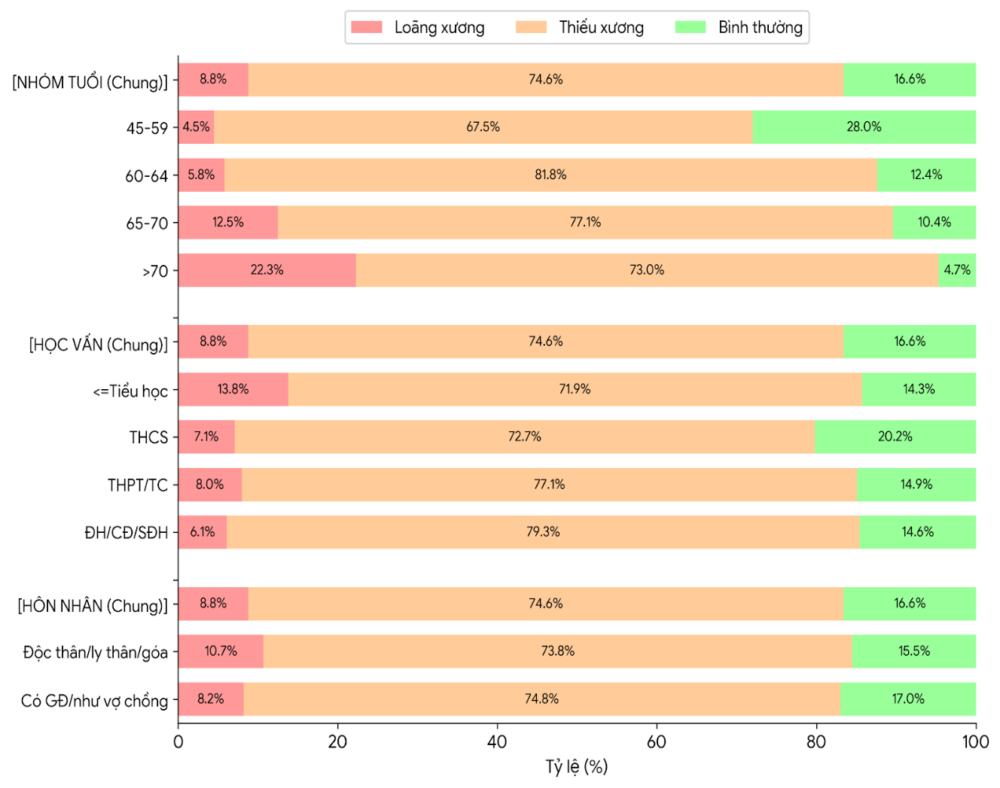 Loãng xương Thiếu xương Bình thường
[NHÓM TUỔI (Chung)] 8.8% 74.6% 16.6%
45-59 4.5% 67.5% 28.0%
60-64 5.8% 81.8% 12.4%
65-70 12.5% 77.1% 10.4%
>70 22.3% 73.0% 4.7%
[HỌC VẤN (Chung)] 8.8% 74.6% 16.6%
<=Tiểu học 13.8% 71.9% 14.3%
THCS 7.1% 72.7% 20.2%
THPT/TC 8.0% 77.1% 14.9%
ĐH/CĐ/SĐH 6.1% 79.3% 14.6%
[HÔN NHÂN (Chung)] 8.8% 74.6% 16.6%
Độc thân/ly thân/góa 10.7% 73.8% 15.5%
Có GĐ/như vợ chồng 8.2% 74.8% 17.0%
0 20 40 60 80 100
Tỷ lệ (%)